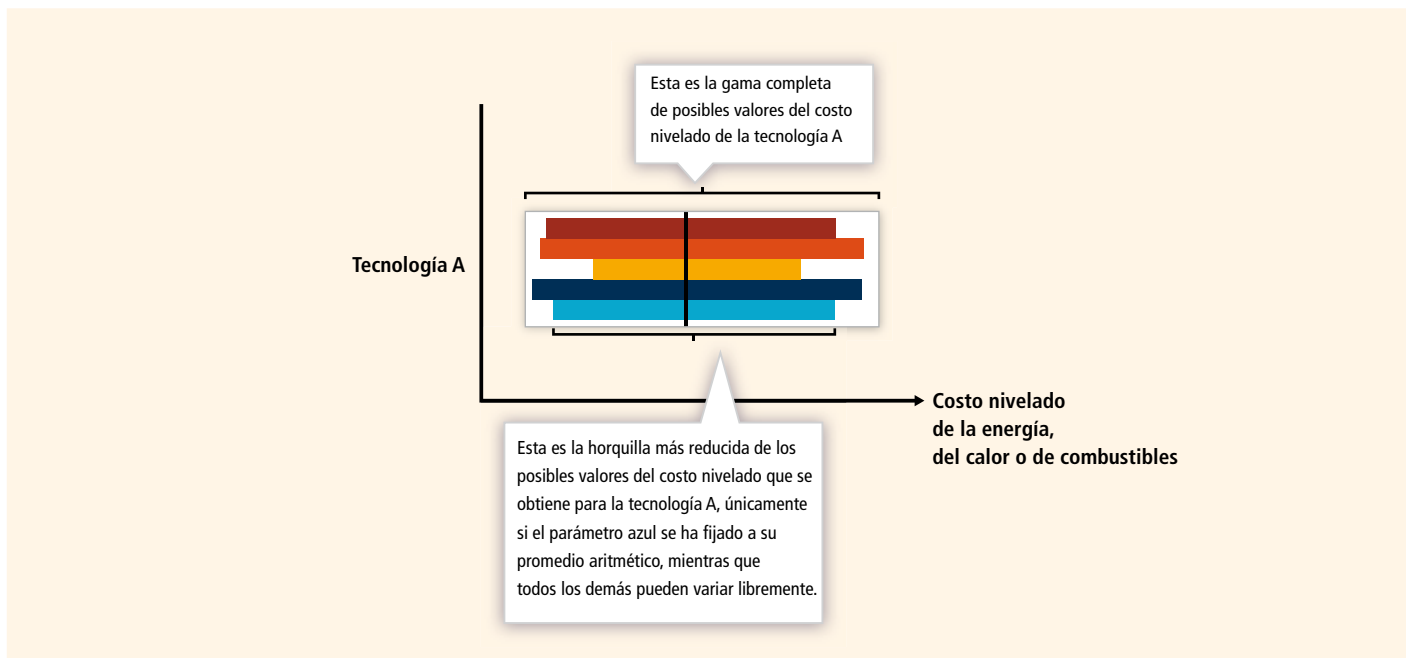 Esta es la gama completa
de posibles valores del costo
nivelado de la tecnología A
Tecnología A
Costo nivelado
de la energía,
del calor o de combustibles
Esta es la horquilla más reducida de los
posibles valores del costo nivelado que se
obtiene para la tecnología A, únicamente
si el parámetro azul se ha fijado a su
promedio aritmético, mientras que
todos los demás pueden variar libremente.